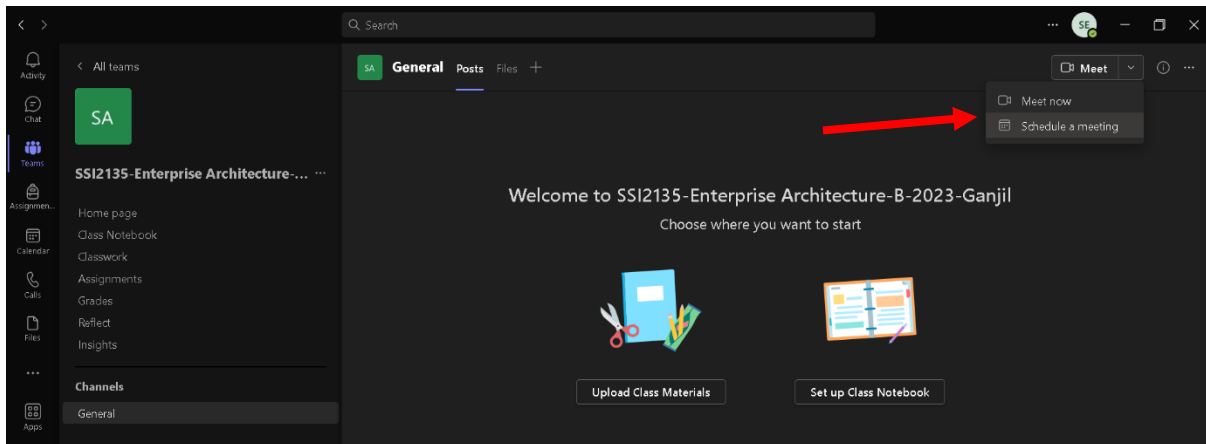 Search
SE
Activity
Chat
Teams
Assignmen...
Calendar
Calls
Files
Apps
All teams
SA
SSI2135-Enterprise Architecture-...
Home page
Class Notebook
Classwork
Assignments
Grades
Reflect
Insights
Channels
General
SA
General Posts Files
Meet
Meet now
Schedule a meeting
Welcome to SSI2135-Enterprise Architecture-B-2023-Ganjil
Choose where you want to start
Upload Class Materials
Set up Class Notebook